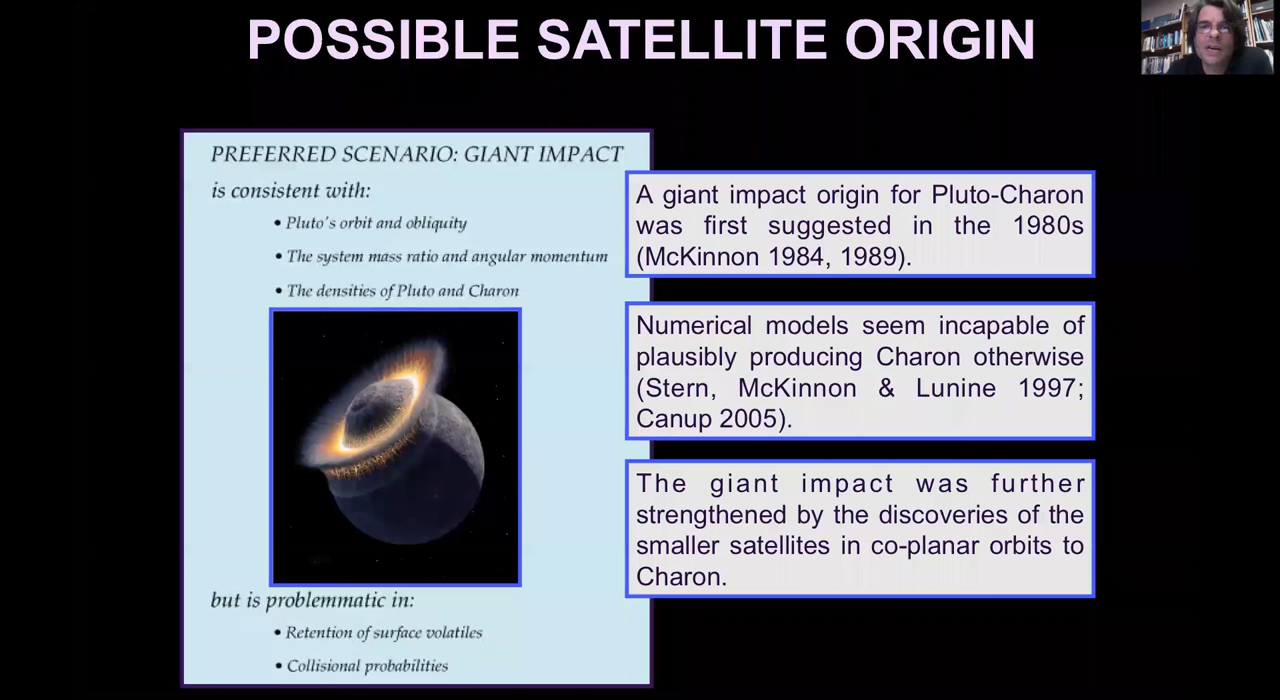 POSSIBLE SATELLITE ORIGIN
PREFERRED SCENARIO: GIANT IMPACT
is consistent with:
• Pluto's orbit and obliquity
• The system mass ratio and angular momentum
• The densities of Pluto and Charon
but is problemmatic in:
• Retention of surface volatiles
• Collisional probabilities
A giant impact origin for Pluto-Charon
was first suggested in the 1980s
(McKinnon 1984, 1989).
Numerical models seem incapable of
plausibly producing Charon otherwise
(Stern, McKinnon & Lunine 1997;
Canup 2005).
The giant impact was further
strengthened by the discoveries of the
smaller satellites in co-planar orbits to
Charon.